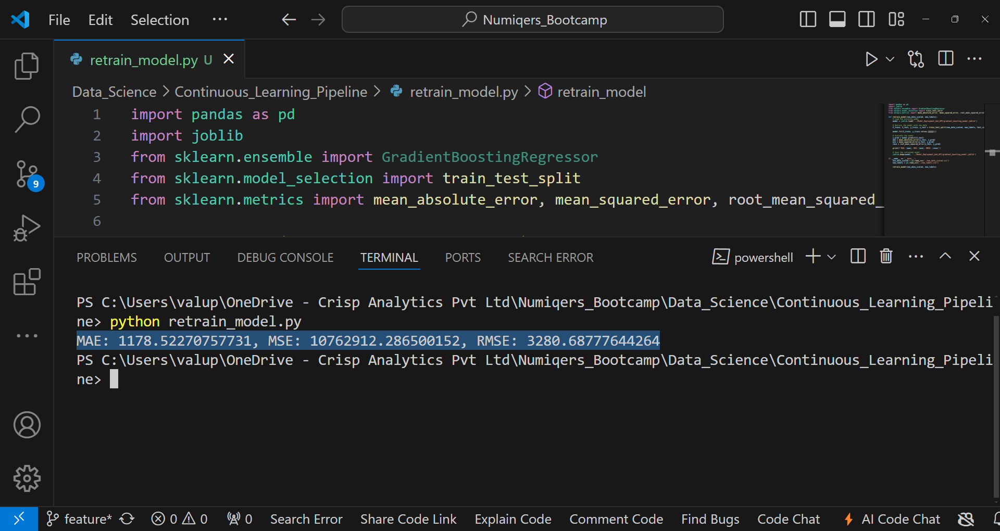 File Edit Selection ··· Numiqers_Bootcamp
retrain_model.py U
Data_Science > Continuous_Learning_Pipeline > retrain_model.py > retrain_model
1 import pandas as pd
2 import joblib
3 from sklearn.ensemble import GradientBoostingRegressor
4 from sklearn.model_selection import train_test_split
5 from sklearn.metrics import mean_absolute_error, mean_squared_error, root_mean_squared_
6
9
PROBLEMS OUTPUT DEBUG CONSOLE TERMINAL PORTS SEARCH ERROR powershell
PS C:\Users\valup\OneDrive - Crisp Analytics Pvt Ltd\Numiqers_Bootcamp\Data_Science\Continuous_Learning_Pipeli
ne> python retrain_model.py
MAE: 1178.52270757731, MSE: 10762912.286500152, RMSE: 3280.68777644264
PS C:\Users\valup\OneDrive - Crisp Analytics Pvt Ltd\Numiqers_Bootcamp\Data_Science\Continuous_Learning_Pipeli
ne>
feature* 0 0 0 Search Error Share Code Link Explain Code Comment Code Find Bugs Code Chat AI Code Chat